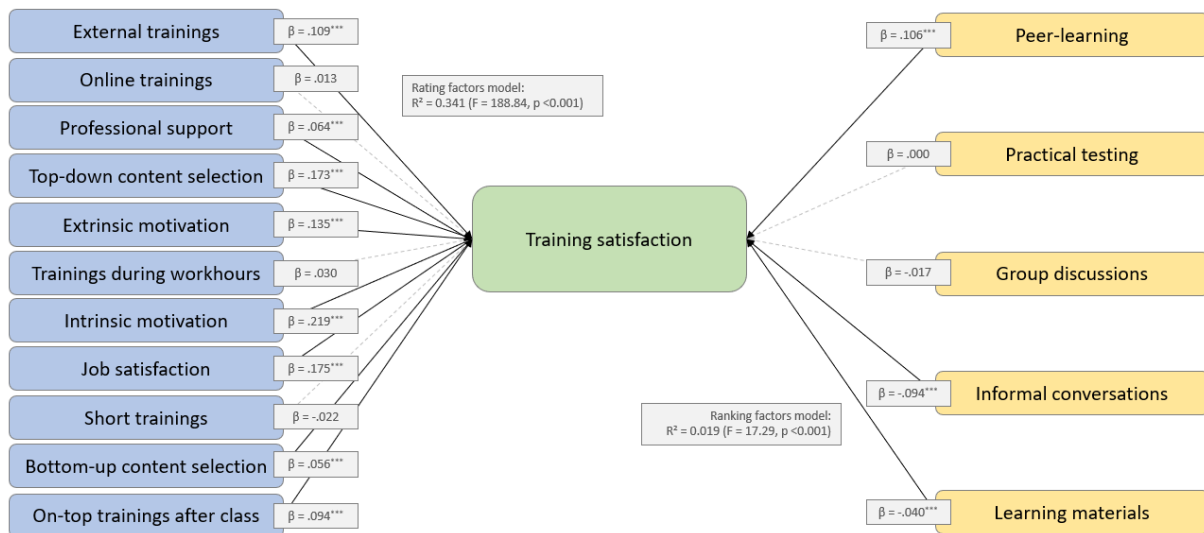 External trainings
β = .109***
Online trainings
β = .013
Professional support
β = .064***
Top-down content selection
β = .173***
Extrinsic motivation
β = .135***
Trainings during workhours
β = .030
Intrinsic motivation
β = .219***
Job satisfaction
β = .175***
Short trainings
β = -.022
Bottom-up content selection
β = .056***
On-top trainings after class
β = .094***
Rating factors model:
R² = 0.341 (F = 188.84, p <0.001)
Training satisfaction
Ranking factors model:
R² = 0.019 (F = 17.29, p <0.001)
β = .106***
Peer-learning
β = .000
Practical testing
β = -.017
Group discussions
β = -.094***
Informal conversations
β = -.040***
Learning materials